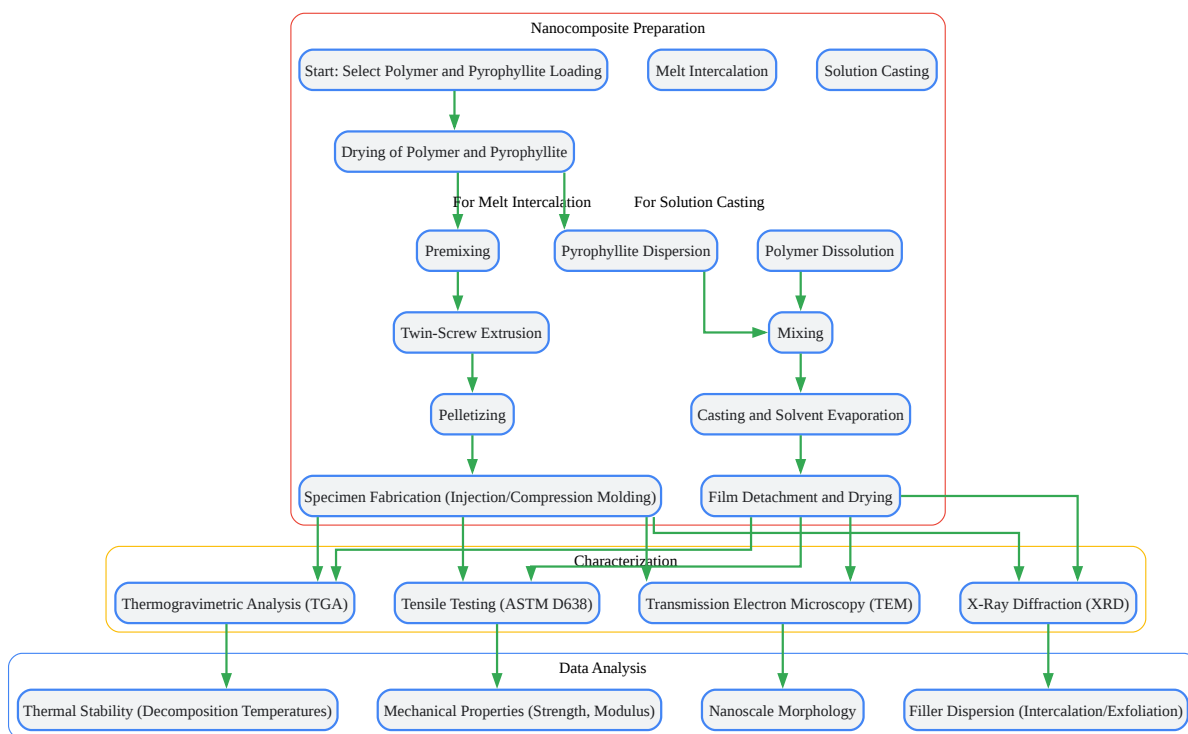 Nanocomposite Preparation
Start: Select Polymer and Pyrophyllite Loading
Melt Intercalation
Solution Casting
Drying of Polymer and Pyrophyllite
For Melt Intercalation
For Solution Casting
Premixing
Pyrophyllite Dispersion
Polymer Dissolution
Twin-Screw Extrusion
Mixing
Pelletizing
Casting and Solvent Evaporation
Specimen Fabrication (Injection/Compression Molding)
Film Detachment and Drying
Characterization
Thermogravimetric Analysis (TGA)
Tensile Testing (ASTM D638)
Transmission Electron Microscopy (TEM)
X-Ray Diffraction (XRD)
Data Analysis
Thermal Stability (Decomposition Temperatures)
Mechanical Properties (Strength, Modulus)
Nanoscale Morphology
Filler Dispersion (Intercalation/Exfoliation)